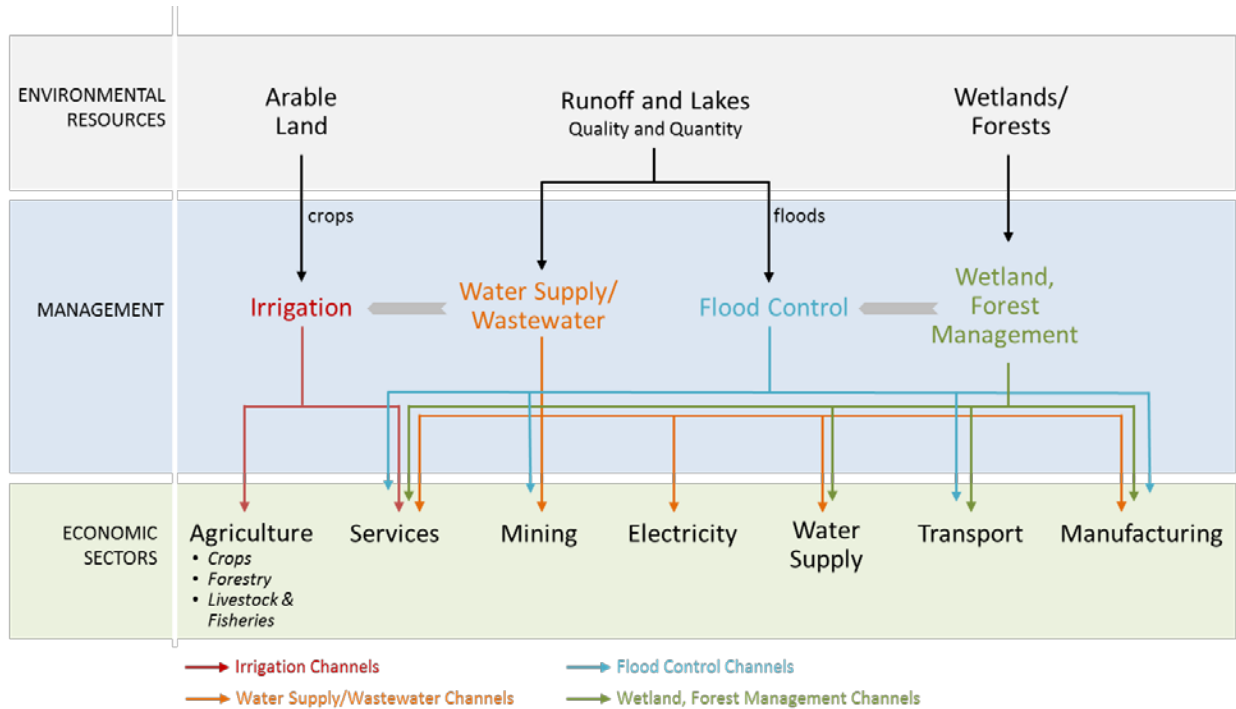 ENVIRONMENTAL
RESOURCES
Arable
Land
Runoff and Lakes
Quality and Quantity
Wetlands/
Forests
crops
floods
MANAGEMENT
Irrigation
Water Supply/
Wastewater
Flood Control
Wetland,
Forest
Management
ECONOMIC
SECTORS
Agriculture
• Crops
• Forestry
• Livestock &
Fisheries
Services
Mining
Electricity
Water
Supply
Transport
Manufacturing
Irrigation Channels
Flood Control Channels
Water Supply/Wastewater Channels
Wetland, Forest Management Channels